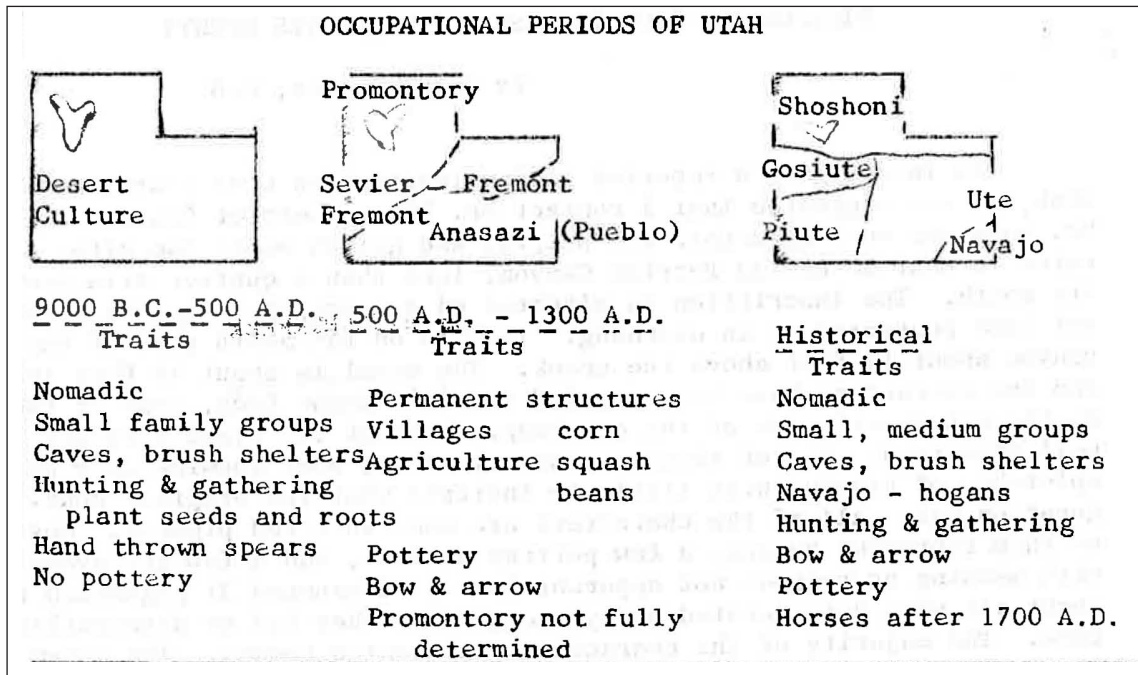 OCCUPATIONAL PERIODS OF UTAH
Desert
Culture
9000 B.C.-500 A.D.
Traits
Nomadic
Small family groups
Caves, brush shelters
Hunting & gathering
plant seeds and roots
Hand thrown spears
No pottery
Promontory
Sevier - Fremont
Fremont
Anasazi (Pueblo)
500 A.D. - 1300 A.D.
Traits
Permanent structures
Villages corn
Agriculture squash
beans
Pottery
Bow & arrow
Promontory not fully
determined
Shoshoni
Gosiute
Ute
Piute
Navajo
Historical
Traits
Nomadic
Small, medium groups
Caves, brush shelters
Navajo - hogans
Hunting & gathering
Bow & arrow
Pottery
Horses after 1700 A.D.